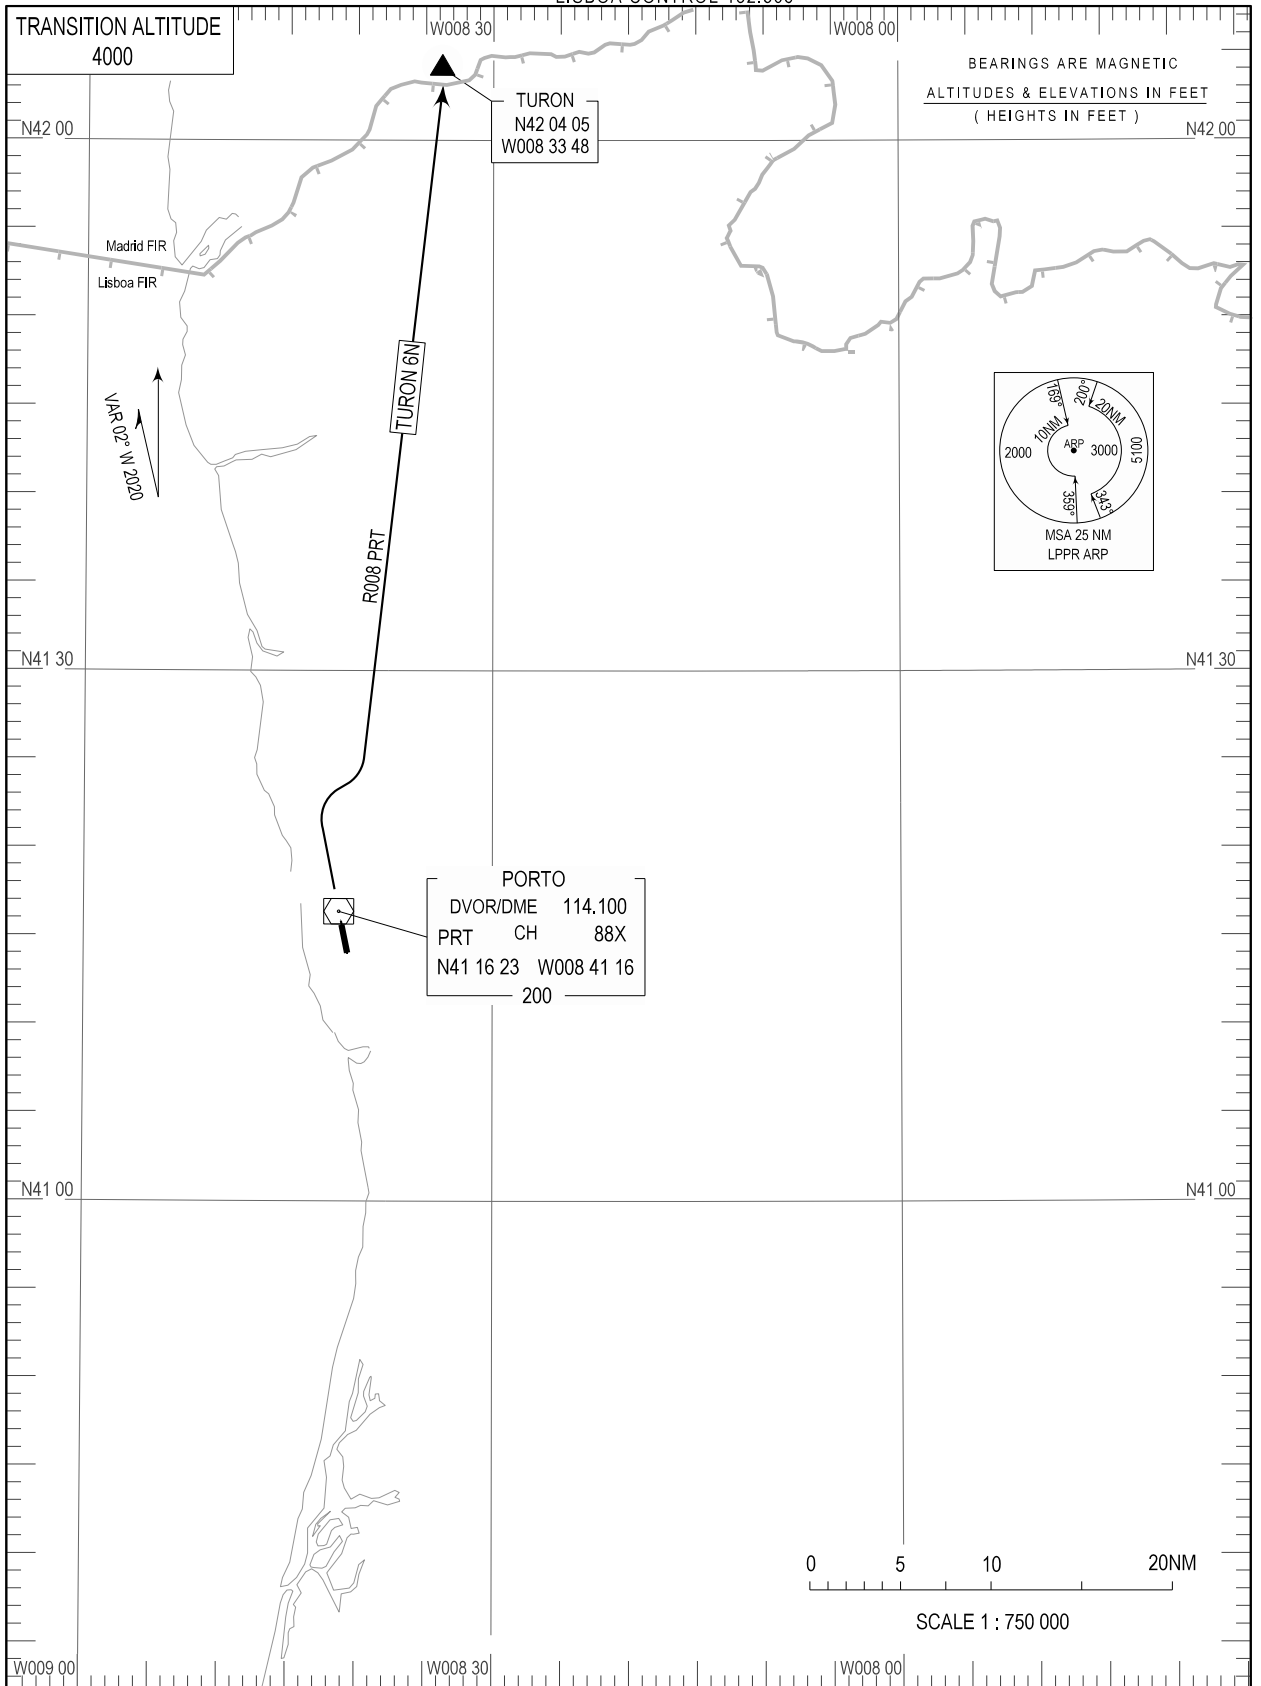 TRANSITION ALTITUDE
4000
W008 30
W008 00
BEARINGS ARE MAGNETIC
ALTITUDES & ELEVATIONS IN FEET
( HEIGHTS IN FEET )
TURON
N42 04 05
W008 33 48
N42 00
N42 00
Madrid FIR
Lisboa FIR
TURON 6N
VAR 02° W 2020
169°
200°
20NM
10NM
2000
ARP
3000
5100
359°
343°
MSA 25 NM
LPPR ARP
R008 PRT
N41 30
N41 30
PORTO
DVOR/DME 114.100
PRT CH 88X
N41 16 23 W008 41 16
200
N41 00
N41 00
0 5 10 20NM
SCALE 1 : 750 000
W009 00
W008 30
W008 00